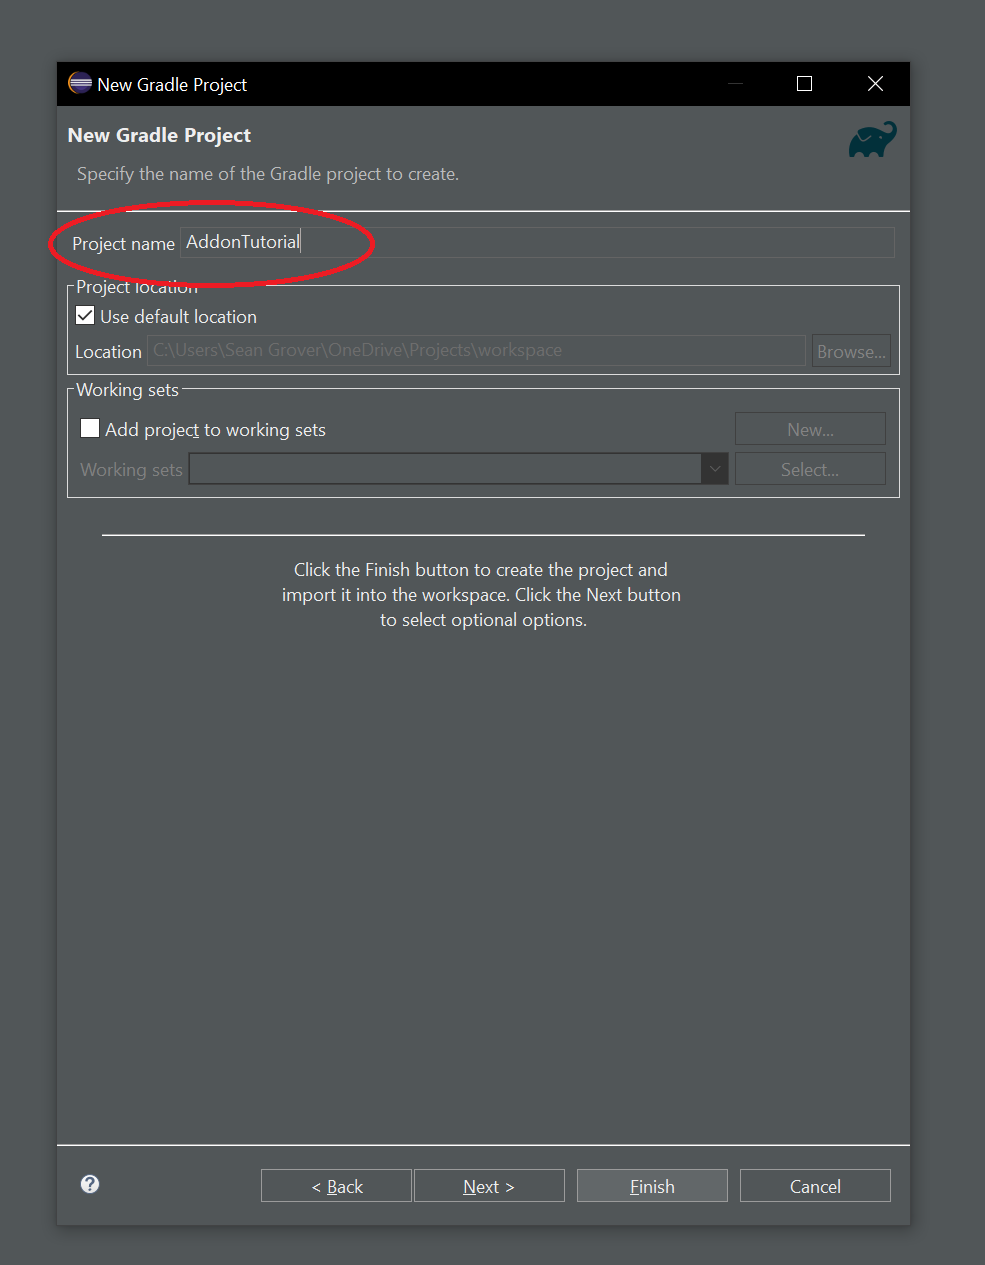 New Gradle Project
New Gradle Project
Specify the name of the Gradle project to create.
Project name AddonTutorial
Project location
Use default location
Location C:\Users\Sean Grover\OneDrive\Projects\workspace Browse...
Working sets
Add project to working sets New...
Working sets Select...
Click the Finish button to create the project and
import it into the workspace. Click the Next button
to select optional options.
? < Back Next > Finish Cancel